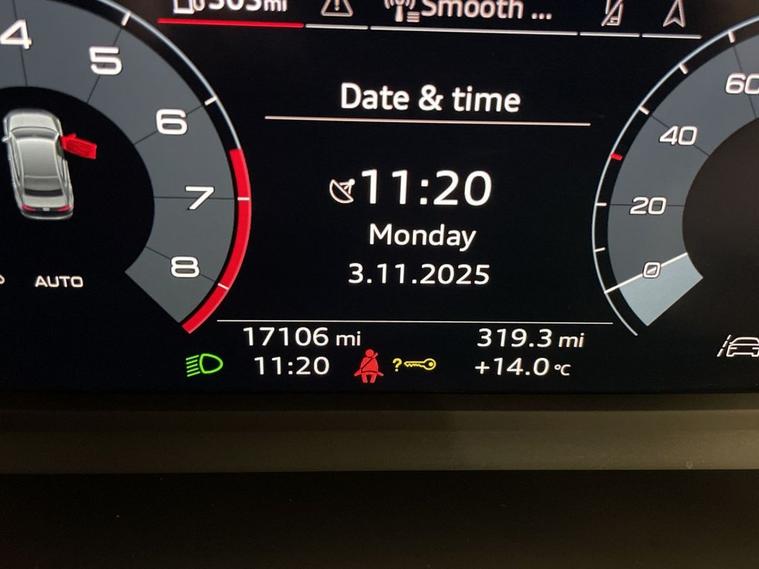 303mi
Smooth ...
4
5
6
7
8
AUTO
Date & time
11:20
Monday
3.11.2025
60
40
20
0
17106 mi
319.3 mi
11:20
?
+14.0 °C